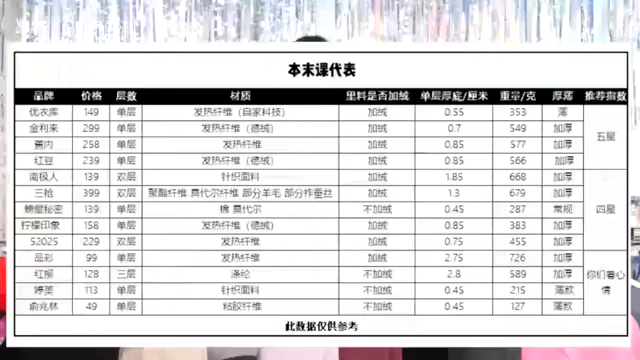 本末课代表
品牌 价格 层数 材质 里料是否加绒 单层厚底/厘米 重量/克 厚薄 推荐指数
优衣库 149 单层 发热纤维（自家科技） 加绒 0.55 353 薄
金利来 299 单层 发热纤维（德绒） 加绒 0.7 549 加厚 五星
蕉内 258 单层 发热纤维 加绒 0.85 577 加厚
红豆 239 单层 发热纤维（德绒） 加绒 0.85 566 加厚
南极人 139 双层 针织面料 加绒 1.85 668 加厚
三枪 399 双层 聚酯纤维 莫代尔纤维 部分羊毛 部分柞蚕丝 加绒 1.3 679 加厚
螃蟹秘密 139 单层 棉 莫代尔 不加绒 0.45 287 常规 四星
柠檬印象 158 单层 发热纤维（德绒） 加绒 0.85 383 加厚
S2025 229 双层 发热纤维 加绒 0.75 455 加厚
品彩 99 单层 发热纤维 加绒 2.75 726 加厚
红柳 128 三层 涤纶 不加绒 2.8 589 加厚 你们看心情
婷美 113 单层 针织面料 不加绒 0.45 215 薄款
俞兆林 49 单层 粘胶纤维 不加绒 0.45 127 薄款
此数据仅供参考